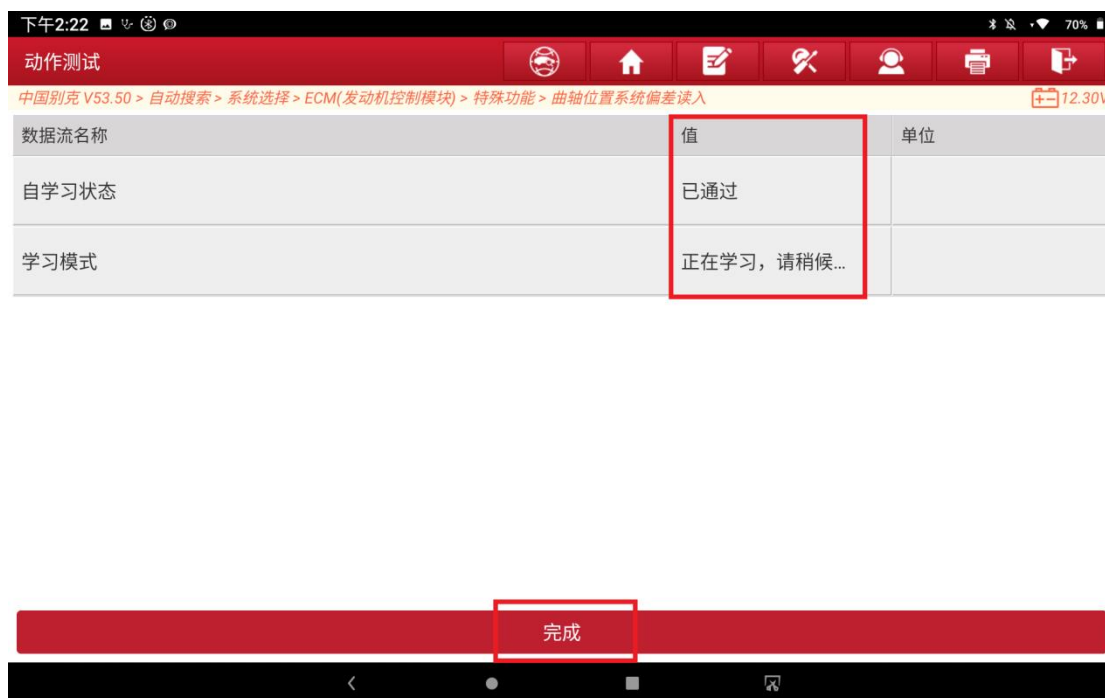 下午2:22 70%
动作测试
中国别克 V53.50 > 自动搜索 > 系统选择 > ECM(发动机控制模块) > 特殊功能 > 曲轴位置系统偏差读入 12.30V
数据流名称 值 单位
自学习状态 已通过
学习模式 正在学习，请稍候...
完成